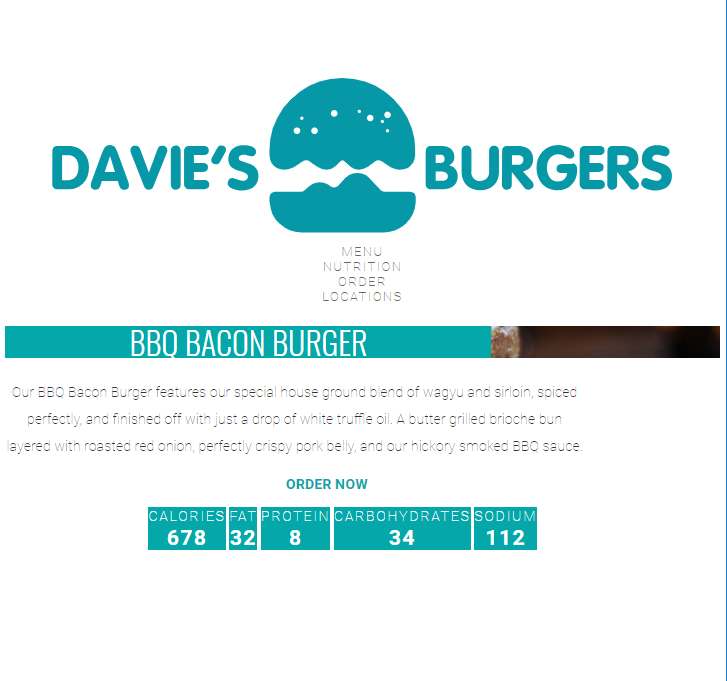 DAVIE'S BURGERS
MENU
NUTRITION
ORDER
LOCATIONS
BBQ BACON BURGER
Our BBQ Bacon Burger features our special house ground blend of wagyu and sirloin, spiced
perfectly, and finished off with just a drop of white truffle oil. A butter grilled brioche bun
layered with roasted red onion, perfectly crispy pork belly, and our hickory smoked BBQ sauce.
ORDER NOW
CALORIES FAT PROTEIN CARBOHYDRATES SODIUM
678 32 8 34 112